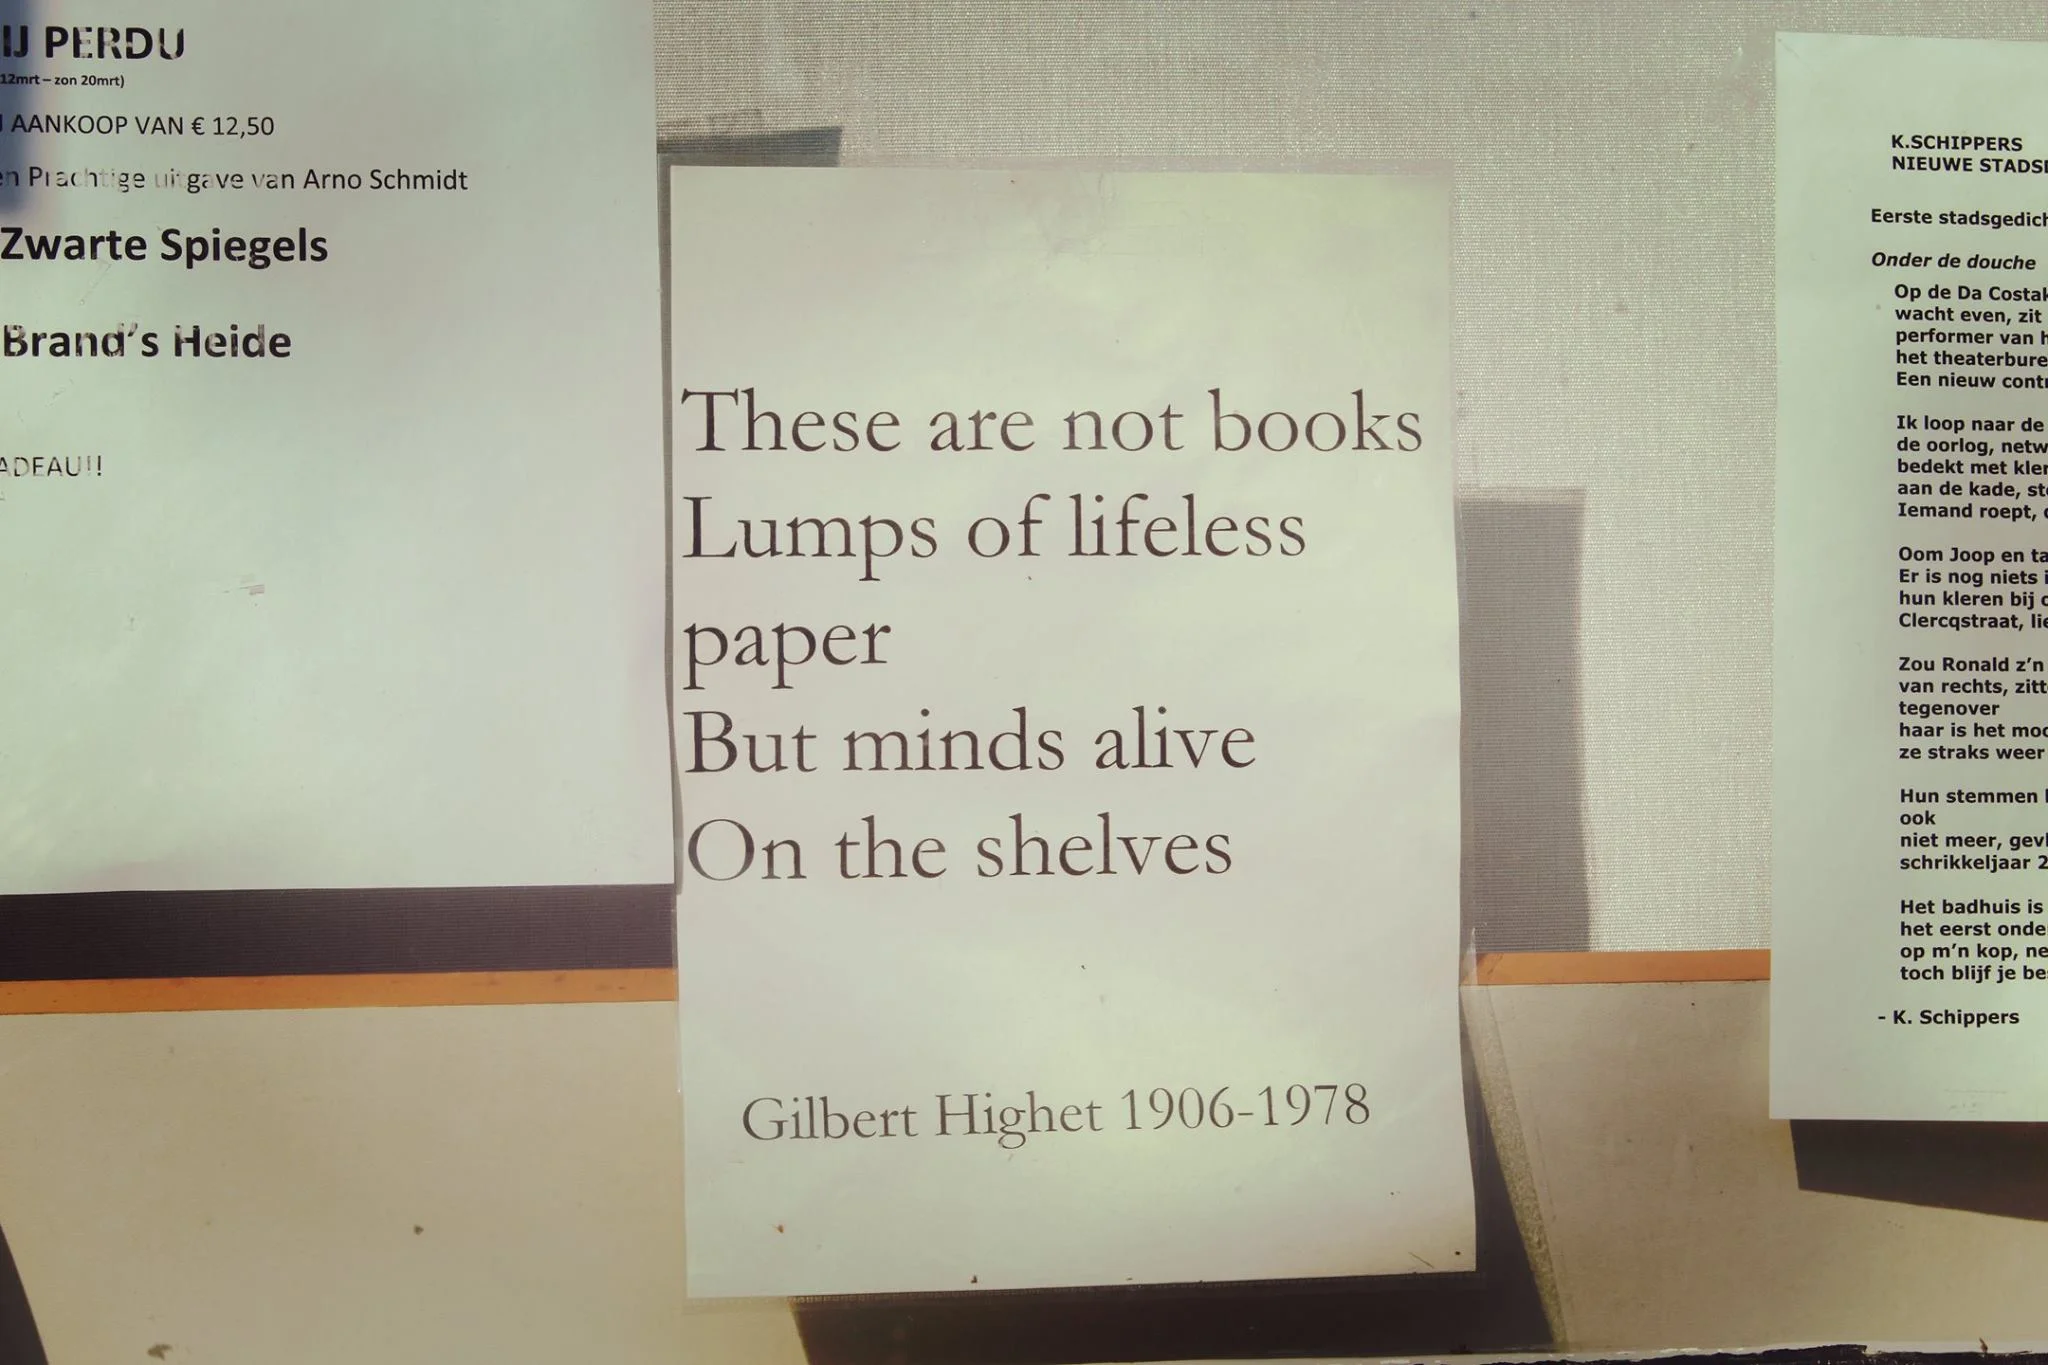 IJ PERDU
12mrt – zon 20mrt)
AANKOOP VAN € 12,50
en Prachtige uitgave van Arno Schmidt
Zwarte Spiegels
Brand’s Heide
ADEAU!!
These are not books
Lumps of lifeless
paper
But minds alive
On the shelves
Gilbert Highet 1906-1978
K.SCHIPPERS
NIEUWE STADS
Eerste stadsgedich
Onder de douche
Op de Da Costak
wacht even, zit
performer van h
het theaterbure
Een nieuw contr
Ik loop naar de
de oorlog, netw
bedekt met kler
aan de kade, ste
Iemand roept,
Oom Joop en ta
Er is nog niets i
hun kleren bij
Clercqstraat, lie
Zou Ronald z’n
van rechts, zitt
tegenover
haar is het moo
ze straks weer
Hun stemmen
ook
niet meer, gev
schrikkeljaar 2
Het badhuis is
het eerst onde
op m’n kop, ne
toch blijf je be
- K. Schippers